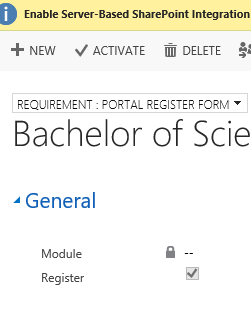 Enable Server-Based SharePoint Integration
NEW ACTIVATE DELETE
REQUIREMENT : PORTAL REGISTER FORM
Bachelor of Scie
General
Module --
Register